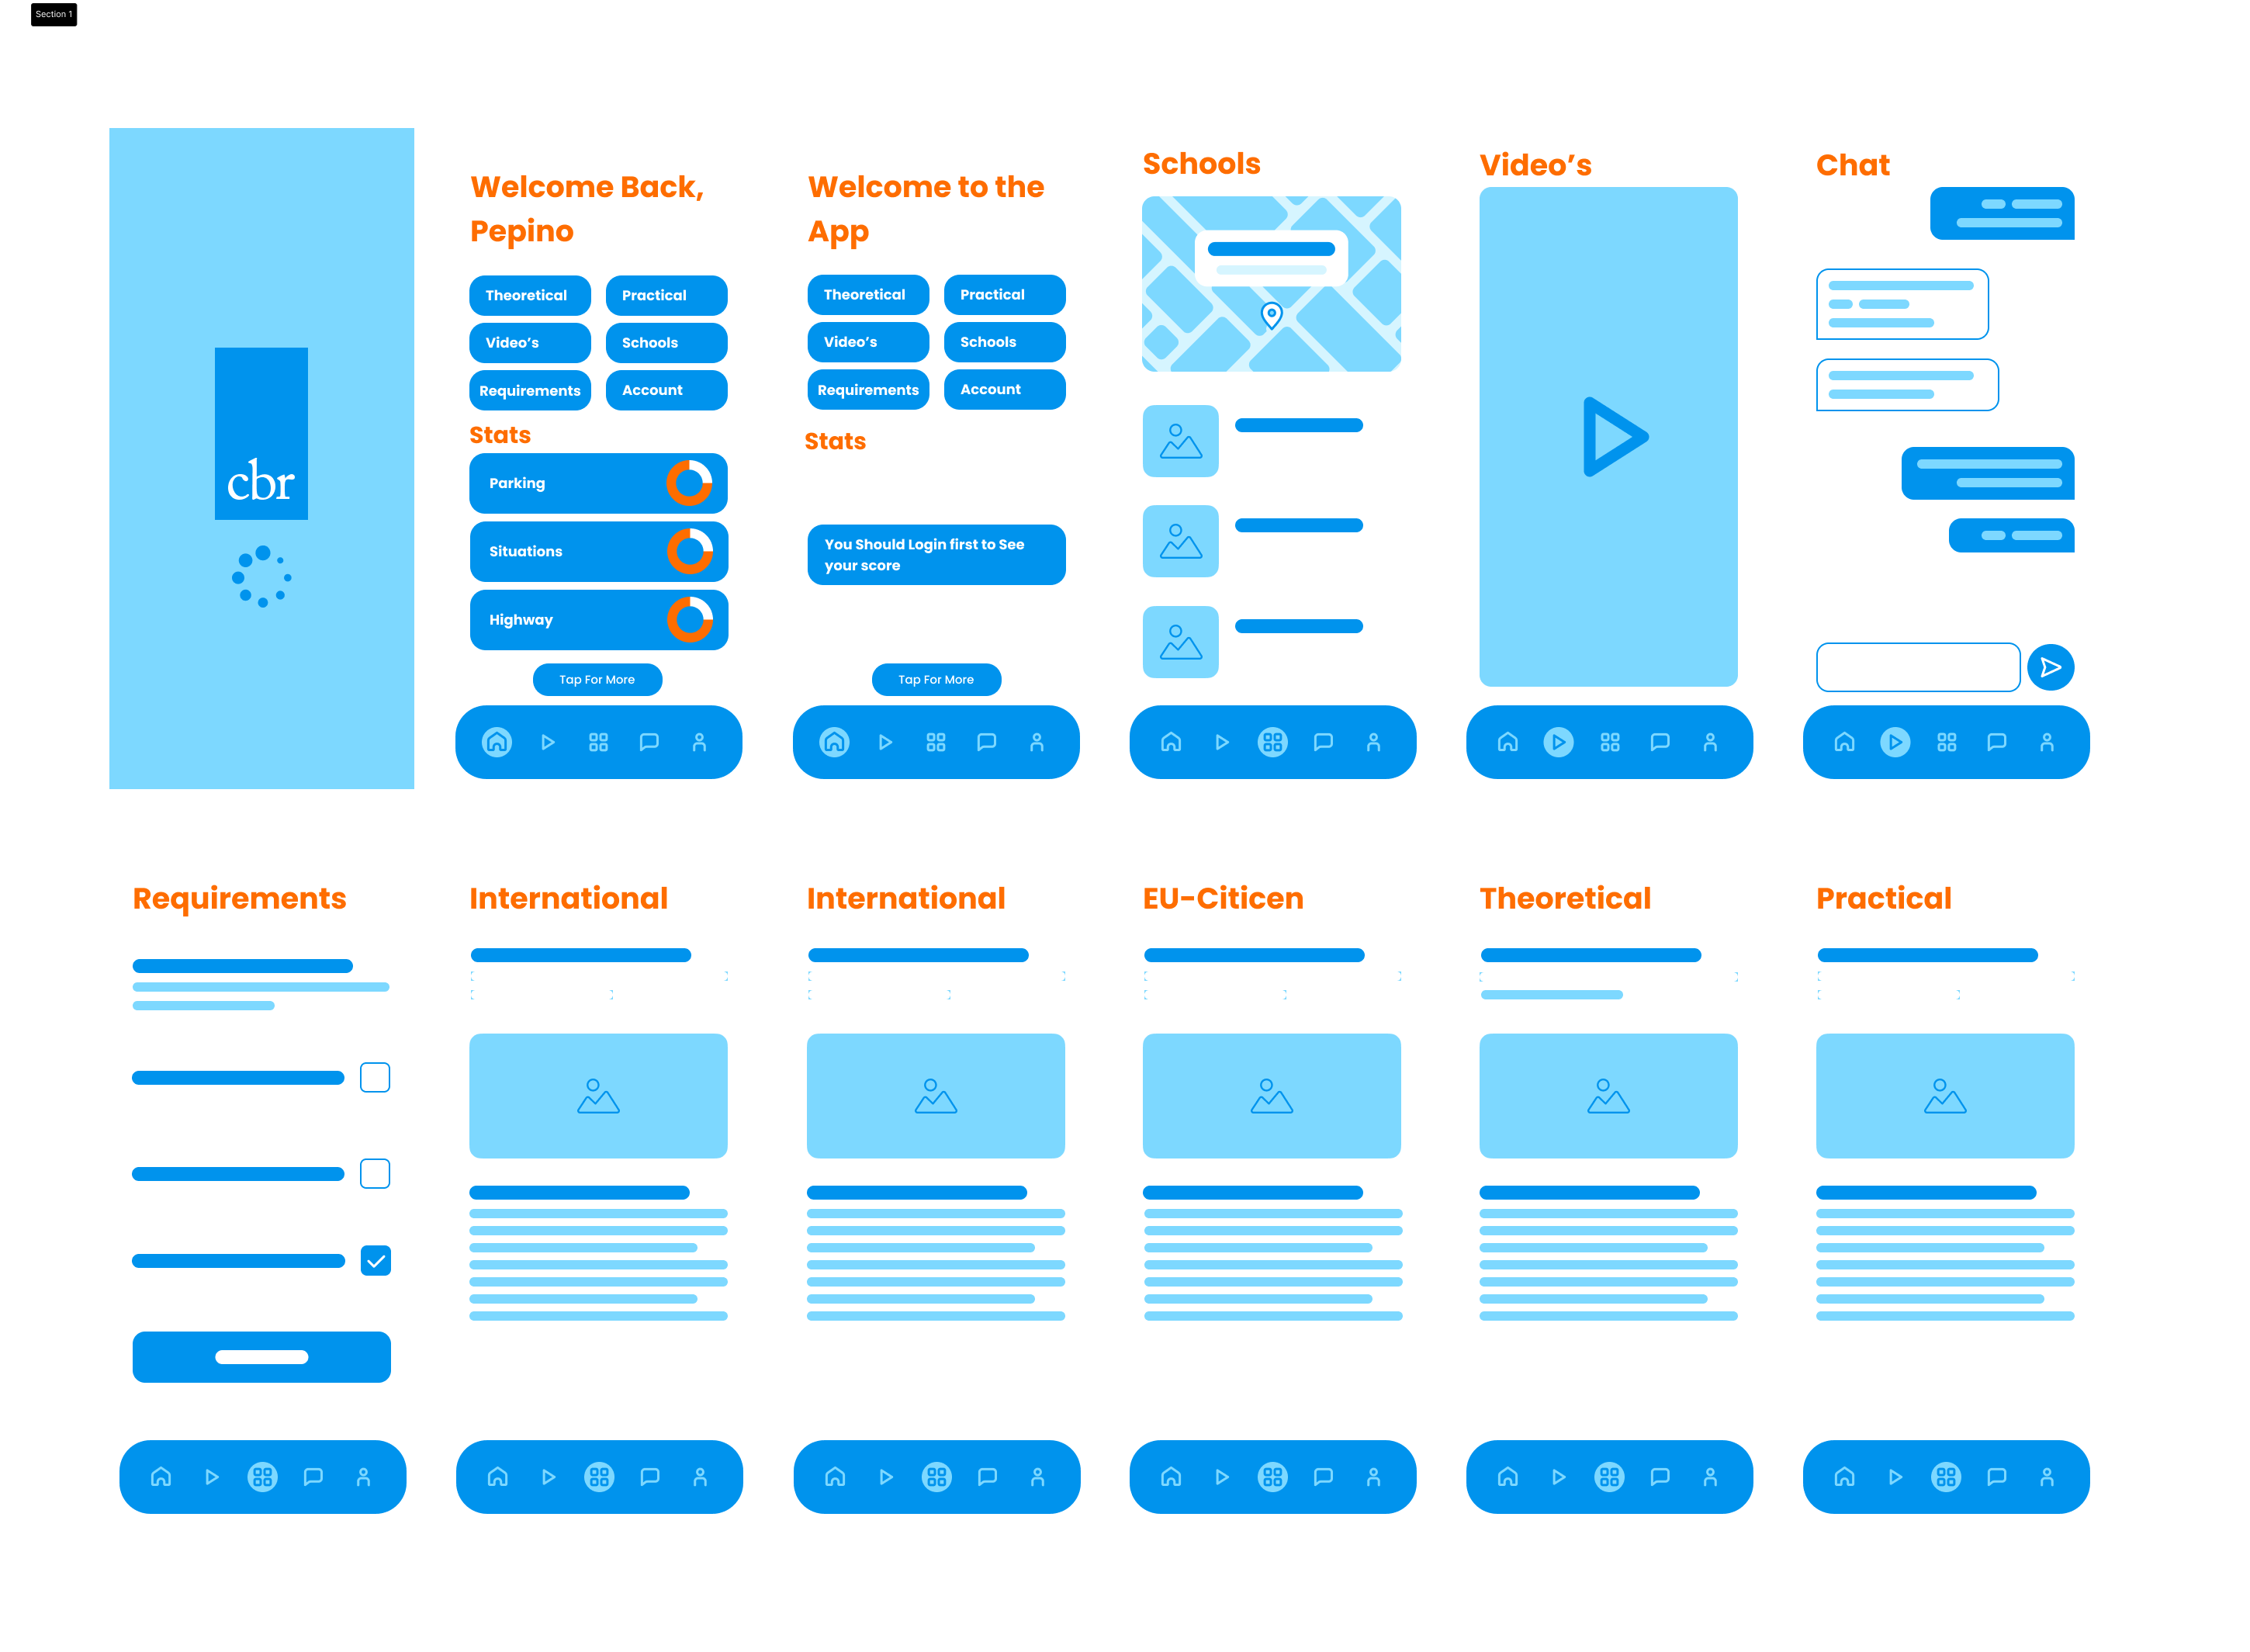 Section 1
cbr
Welcome Back,
Pepino
Theoretical
Practical
Video’s
Schools
Requirements
Account
Stats
Parking
Situations
Highway
Tap For More
Welcome to the
App
Theoretical
Practical
Video’s
Schools
Requirements
Account
Stats
You Should Login first to See
your score
Tap For More
Schools
Video’s
Chat
Requirements
International
International
EU-Citicen
Theoretical
Practical